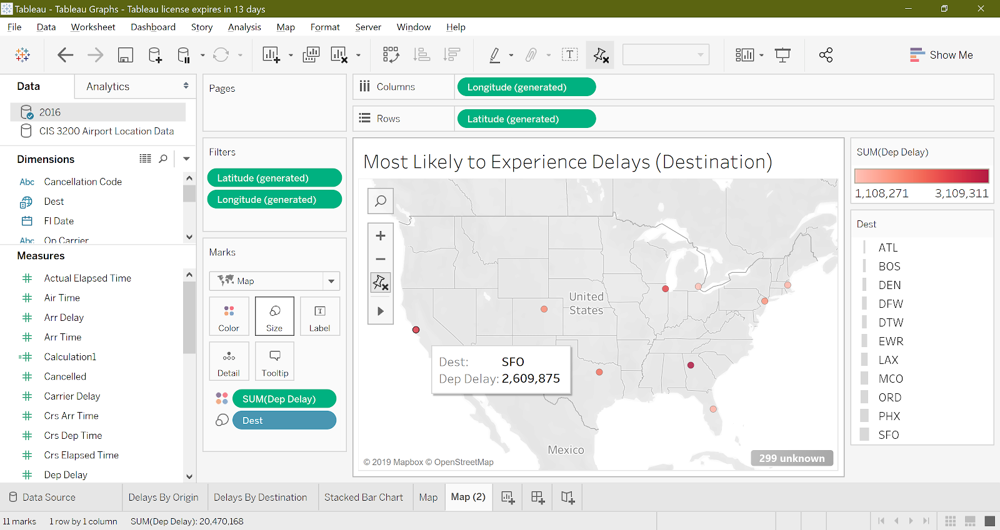 Tableau - Tableau Graphs - Tableau license expires in 13 days
File Data Worksheet Dashboard Story Analysis Map Format Server Window Help
Show Me
Data Analytics
2016
CIS 3200 Airport Location Data
Dimensions
Abc Cancellation Code
Dest
Fl Date
Abc Op Carrier
Measures
Actual Elapsed Time
Air Time
Arr Delay
Arr Time
Calculation1
Cancelled
Carrier Delay
Crs Arr Time
Crs Dep Time
Crs Elapsed Time
Dep Delay
Pages
Filters
Latitude (generated)
Longitude (generated)
Marks
Map
Color Size Label
Detail Tooltip
SUM(Dep Delay)
Dest
Columns Longitude (generated)
Rows Latitude (generated)
Most Likely to Experience Delays (Destination)
United
States
Dest: SFO
Dep Delay: 2,609,875
Mexico
© 2019 Mapbox © OpenStreetMap
299 unknown
SUM(Dep Delay)
1,108,271 3,109,311
Dest
ATL
BOS
DEN
DFW
DTW
EWR
LAX
MCO
ORD
PHX
SFO
Data Source Delays By Origin Delays By Destination Stacked Bar Chart Map Map (2)
11 marks 1 row by 1 column SUM(Dep Delay): 20,470,168